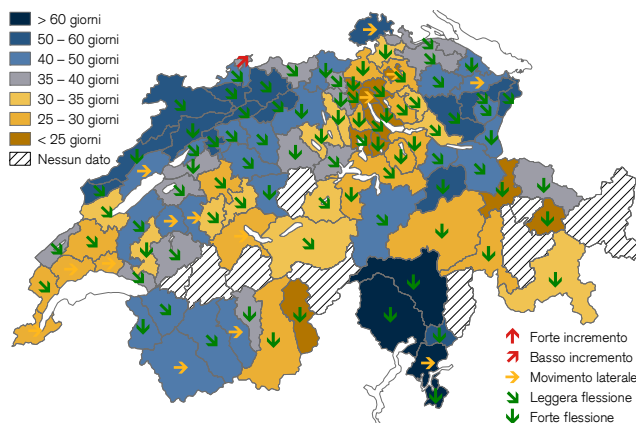 > 60 giorni
50 – 60 giorni
40 – 50 giorni
35 – 40 giorni
30 – 35 giorni
25 – 30 giorni
< 25 giorni
Nessun dato
Forte incremento
Basso incremento
Movimento laterale
Leggera flessione
Forte flessione